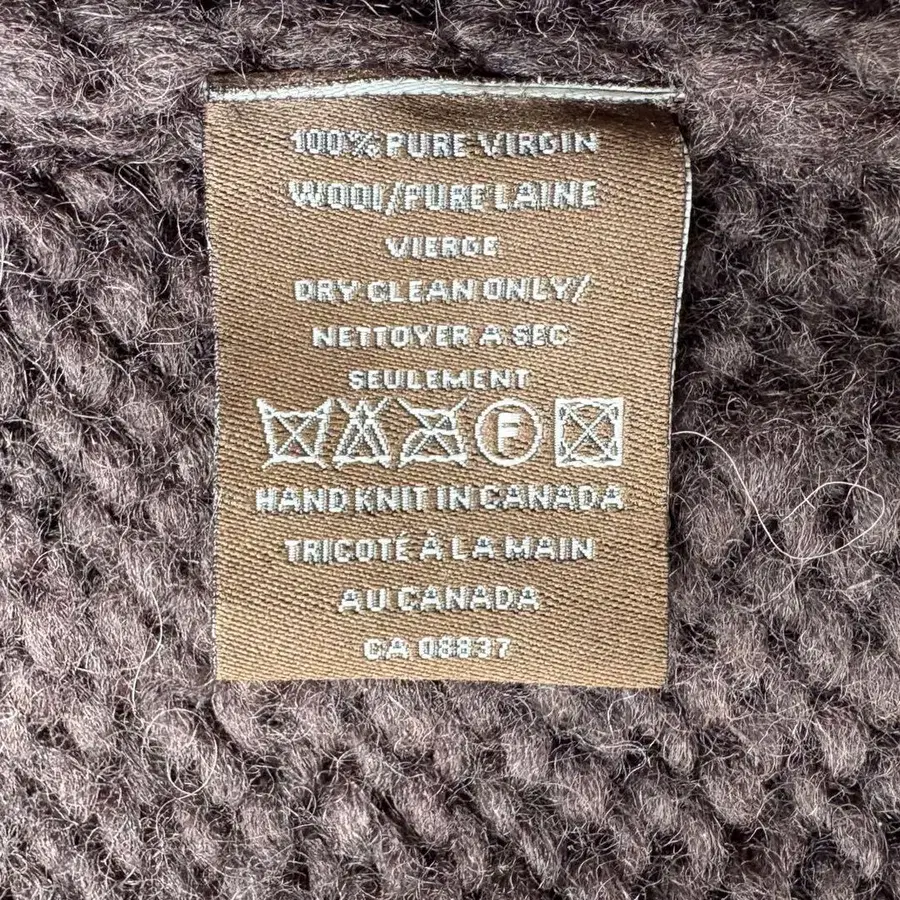 100% PURE VIRGIN
WOOL/PURE LAINE
VIERGE
DRY CLEAN ONLY/
NETTOYER A SEC
SEULEMENT
F
HAND KNIT IN CANADA
TRICOTÉ À LA MAIN
AU CANADA
CA 08837